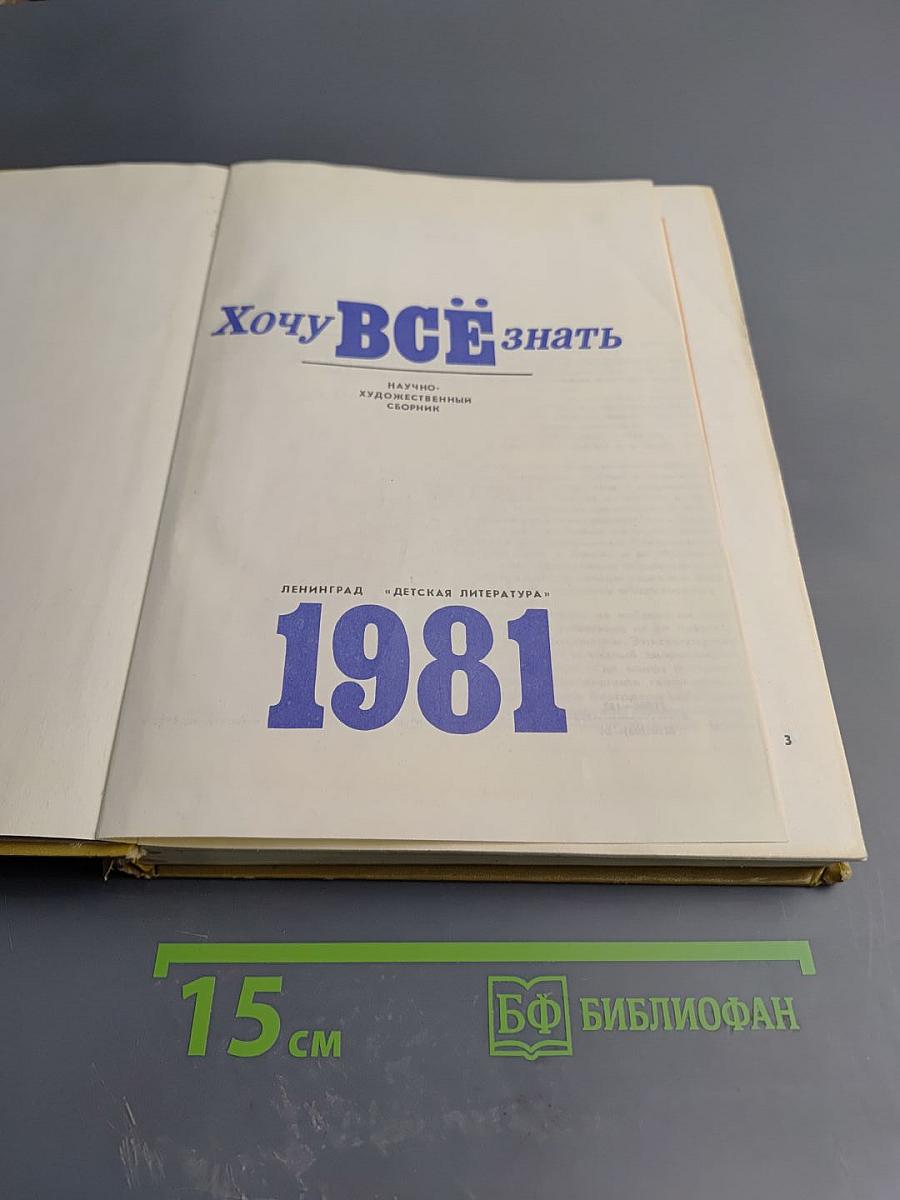 Хочу ВСЁ знать
НАУЧНО-
ХУДОЖЕСТВЕННЫЙ
СБОРНИК
ЛЕНИНГРАД «ДЕТСКАЯ ЛИТЕРАТУРА»
1981
3
15 см
БФ БИБЛИОФАН